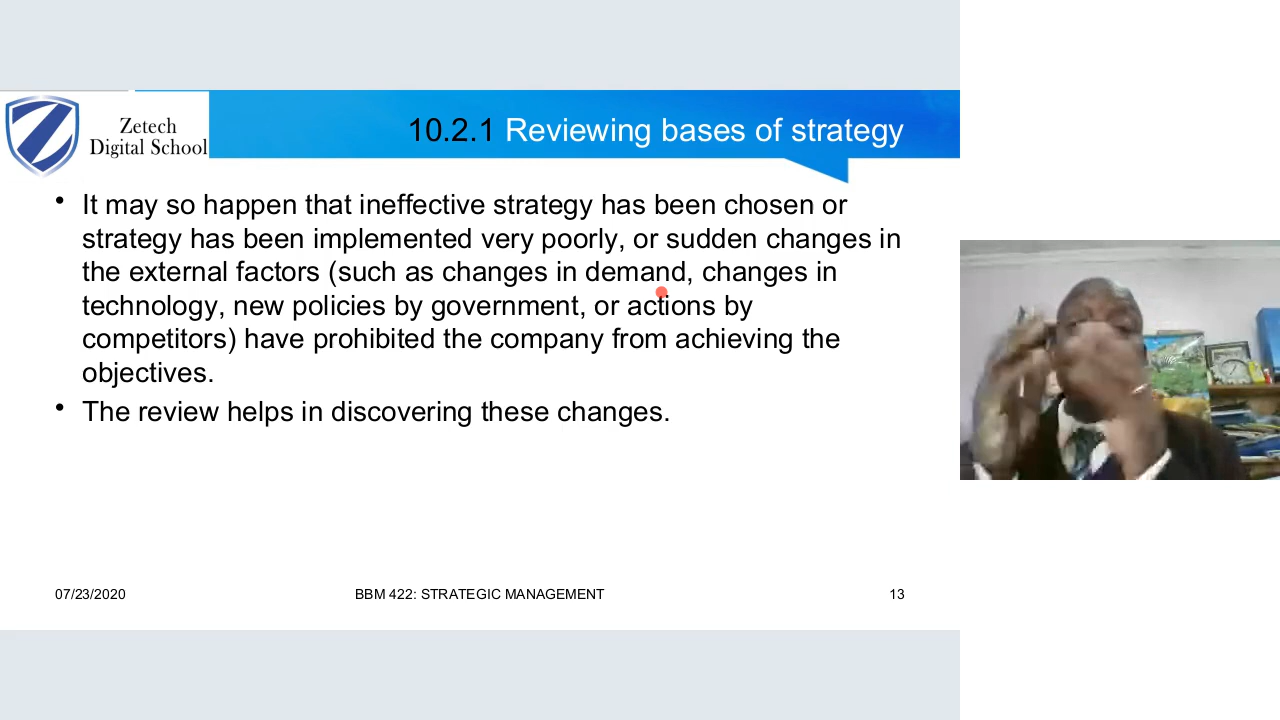 Zetech
Digital School
10.2.1 Reviewing bases of strategy
• It may so happen that ineffective strategy has been chosen or
strategy has been implemented very poorly, or sudden changes in
the external factors (such as changes in demand, changes in
technology, new policies by government, or actions by
competitors) have prohibited the company from achieving the
objectives.
• The review helps in discovering these changes.
07/23/2020
BBM 422: STRATEGIC MANAGEMENT
13